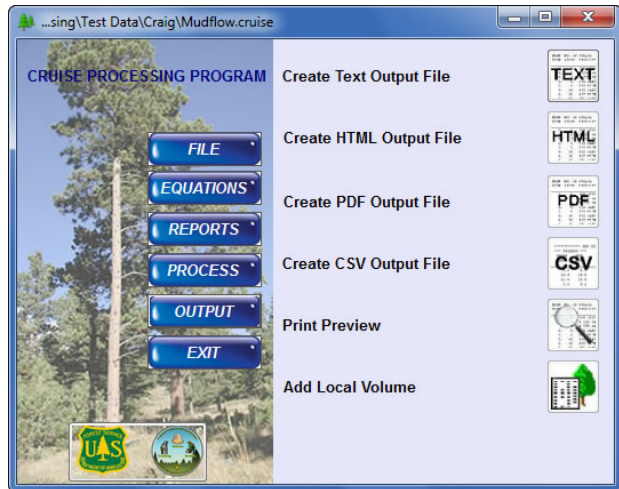 ...sing\Test Data\Craig\Mudflow.cruise
CRUISE PROCESSING PROGRAM
FILE
EQUATIONS
REPORTS
PROCESS
OUTPUT
EXIT
UAS
Create Text Output File
TEXT
Create HTML Output File
HTML
Create PDF Output File
PDF
Create CSV Output File
CSV
Print Preview
Add Local Volume